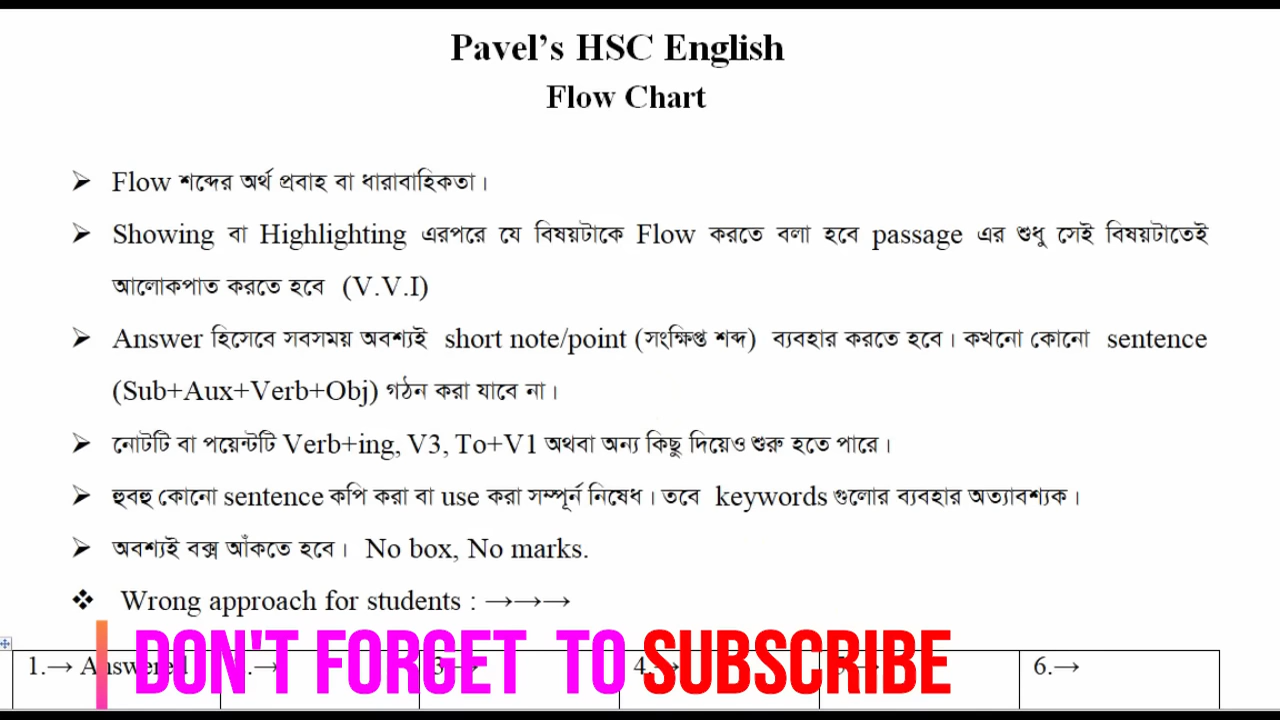 Pavel's HSC English
Flow Chart
➢ Flow শব্দের অর্থ প্রবাহ বা ধারাবাহিকতা।
➢ Showing বা Highlighting এরপরে যে বিষয়টাকে Flow করতে বলা হবে passage এর শুধু সেই বিষয়টাতেই
আলোকপাত করতে হবে (V.V.I)
➢ Answer হিসেবে সবসময় অবশ্যই short note/point (সংক্ষিপ্ত শব্দ) ব্যবহার করতে হবে। কখনো কোনো sentence
(Sub+Aux+Verb+Obj) গঠন করা যাবে না।
➢ নোটটি বা পয়েন্টটি Verb+ing, V3, To+V1 অথবা অন্য কিছু দিয়েও শুরু হতে পারে।
➢ হুবহু কোনো sentence কপি করা বা use করা সম্পূর্ন নিষেধ। তবে keywords গুলোর ব্যবহার অত্যাবশ্যক।
➢ অবশ্যই বক্স আঁকতে হবে। No box, No marks.
❖ Wrong approach for students : →→→
1.→ 4.→ 6.→
DON'T FORGET TO SUBSCRIBE